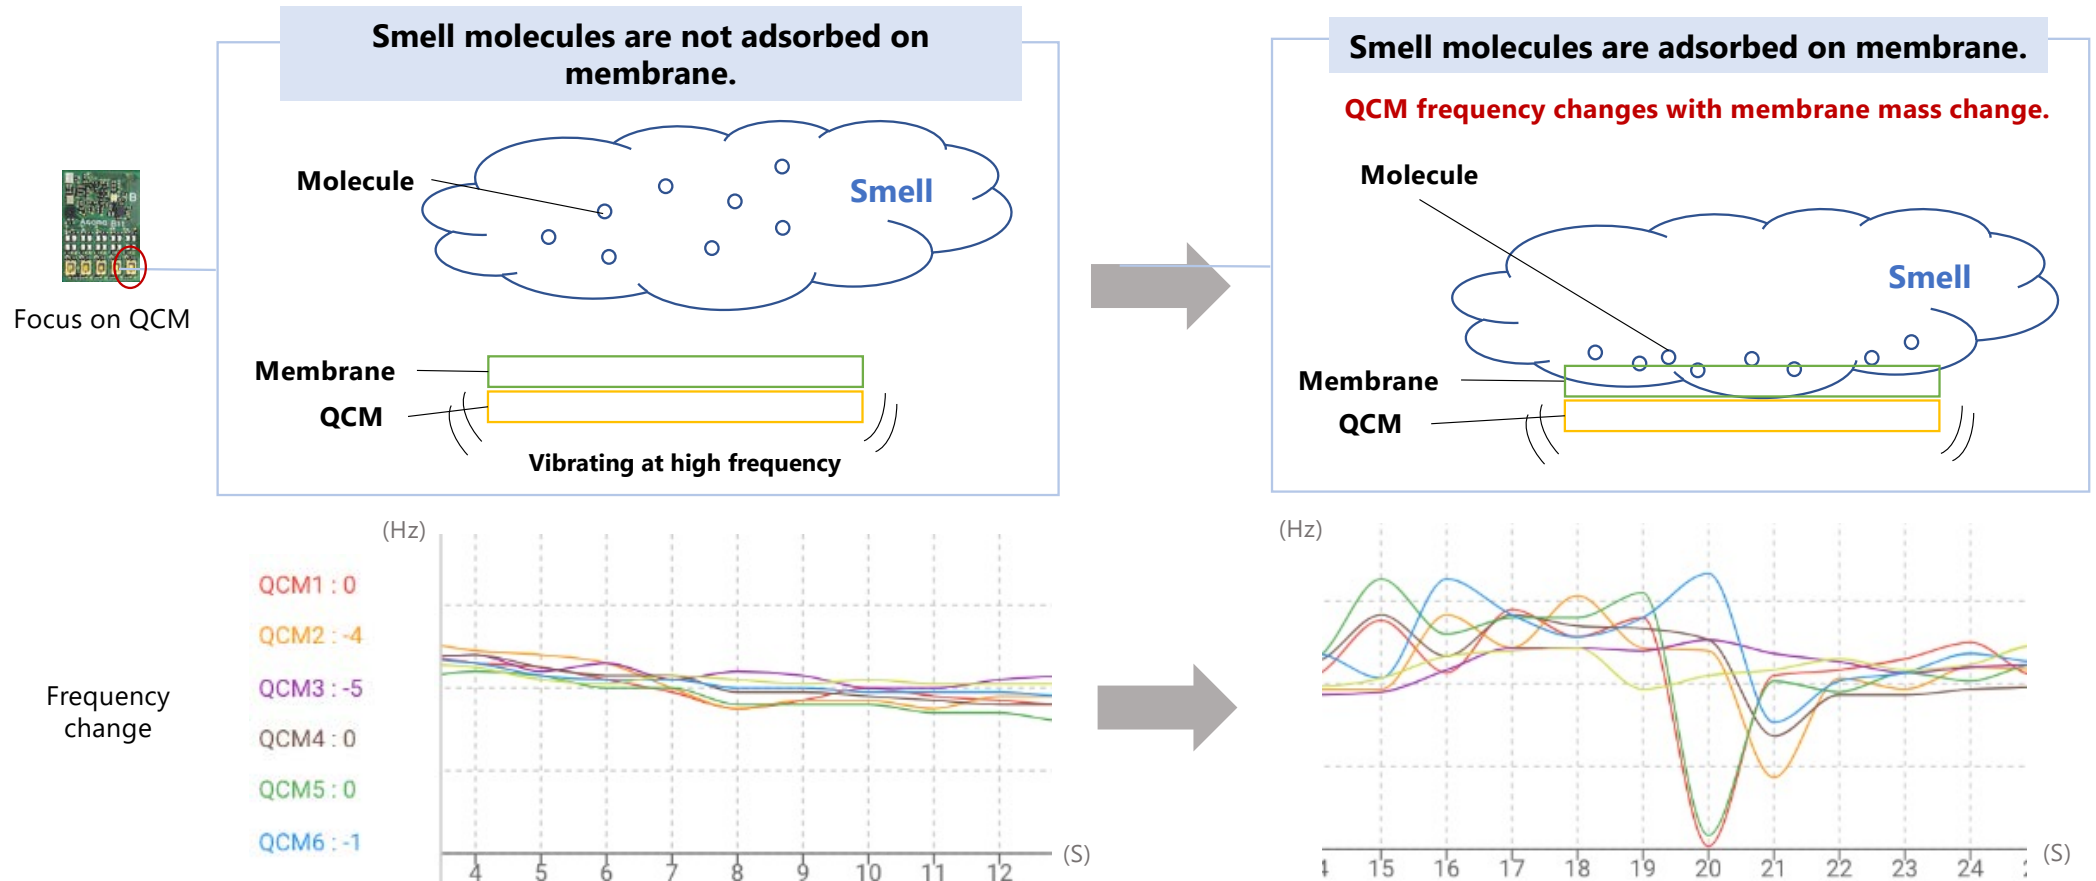 Smell molecules are not adsorbed on
membrane.
Molecule
Smell
Membrane
QCM
Vibrating at high frequency
Focus on QCM
Smell molecules are adsorbed on membrane.
QCM frequency changes with membrane mass change.
Molecule
Smell
Membrane
QCM
Frequency
change
QCM1 : 0
QCM2 : -4
QCM3 : -5
QCM4 : 0
QCM5 : 0
QCM6 : -1
(Hz)
4 5 6 7 8 9 10 11 12
(S)
(Hz)
15 16 17 18 19 20 21 22 23 24
(S)